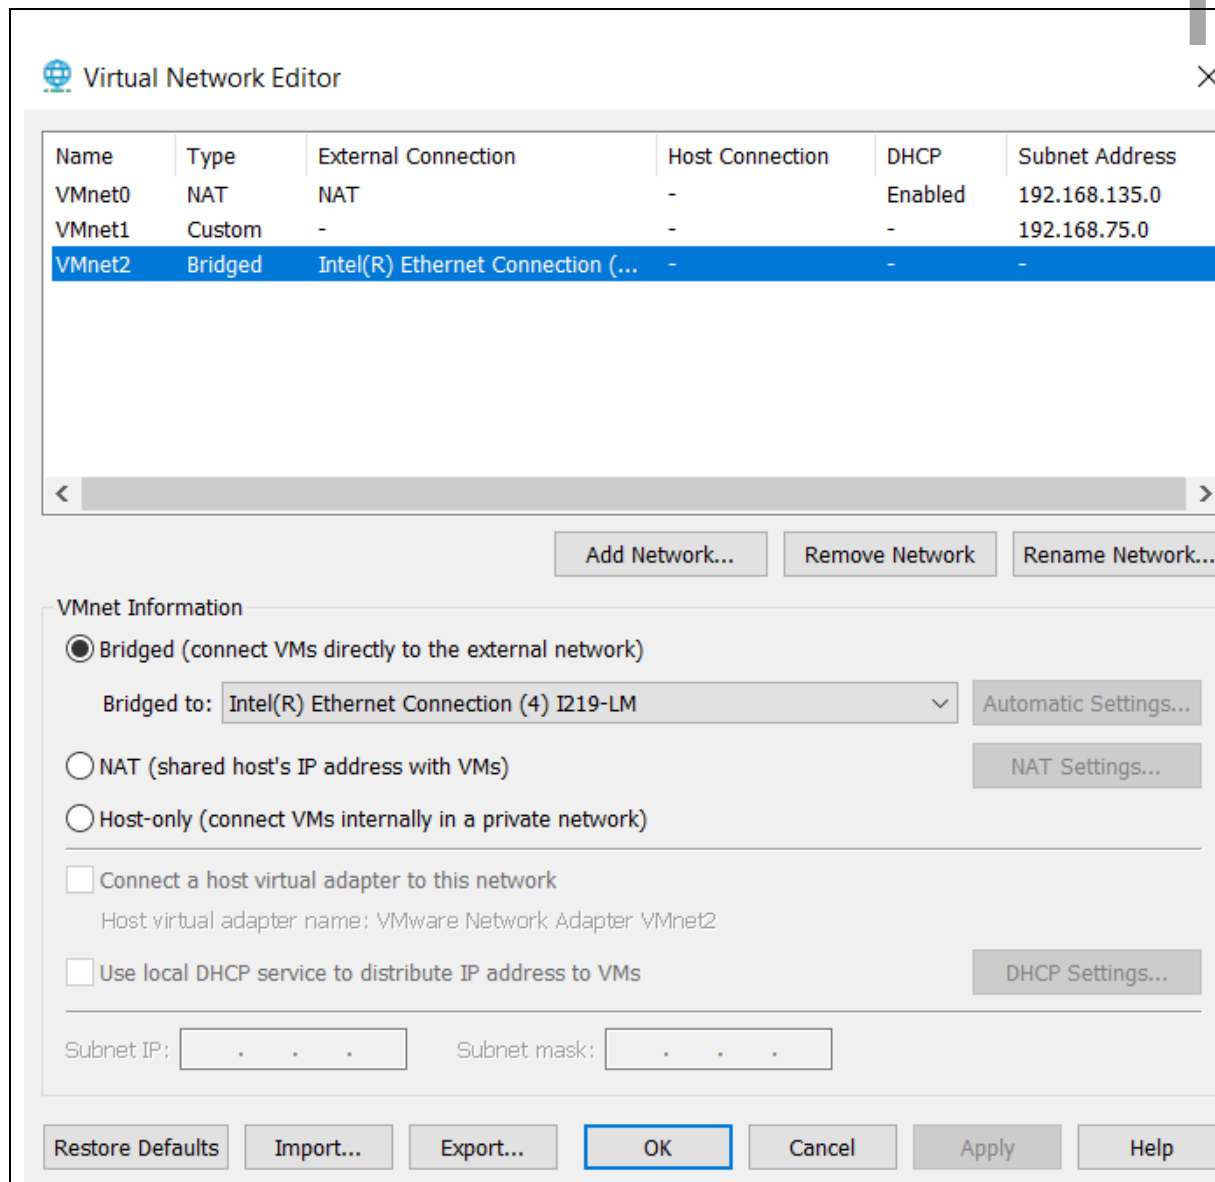 Virtual Network Editor
Name Type External Connection Host Connection DHCP Subnet Address
VMnet0 NAT NAT - Enabled 192.168.135.0
VMnet1 Custom - - - 192.168.75.0
VMnet2 Bridged Intel(R) Ethernet Connection (... - - -
Add Network... Remove Network Rename Network...
VMnet Information
Bridged (connect VMs directly to the external network)
Bridged to: Intel(R) Ethernet Connection (4) I219-LM Automatic Settings...
NAT (shared host's IP address with VMs) NAT Settings...
Host-only (connect VMs internally in a private network)
Connect a host virtual adapter to this network
Host virtual adapter name: VMware Network Adapter VMnet2
Use local DHCP service to distribute IP address to VMs DHCP Settings...
Subnet IP: . . . Subnet mask: . . .
Restore Defaults Import... Export... OK Cancel Apply Help